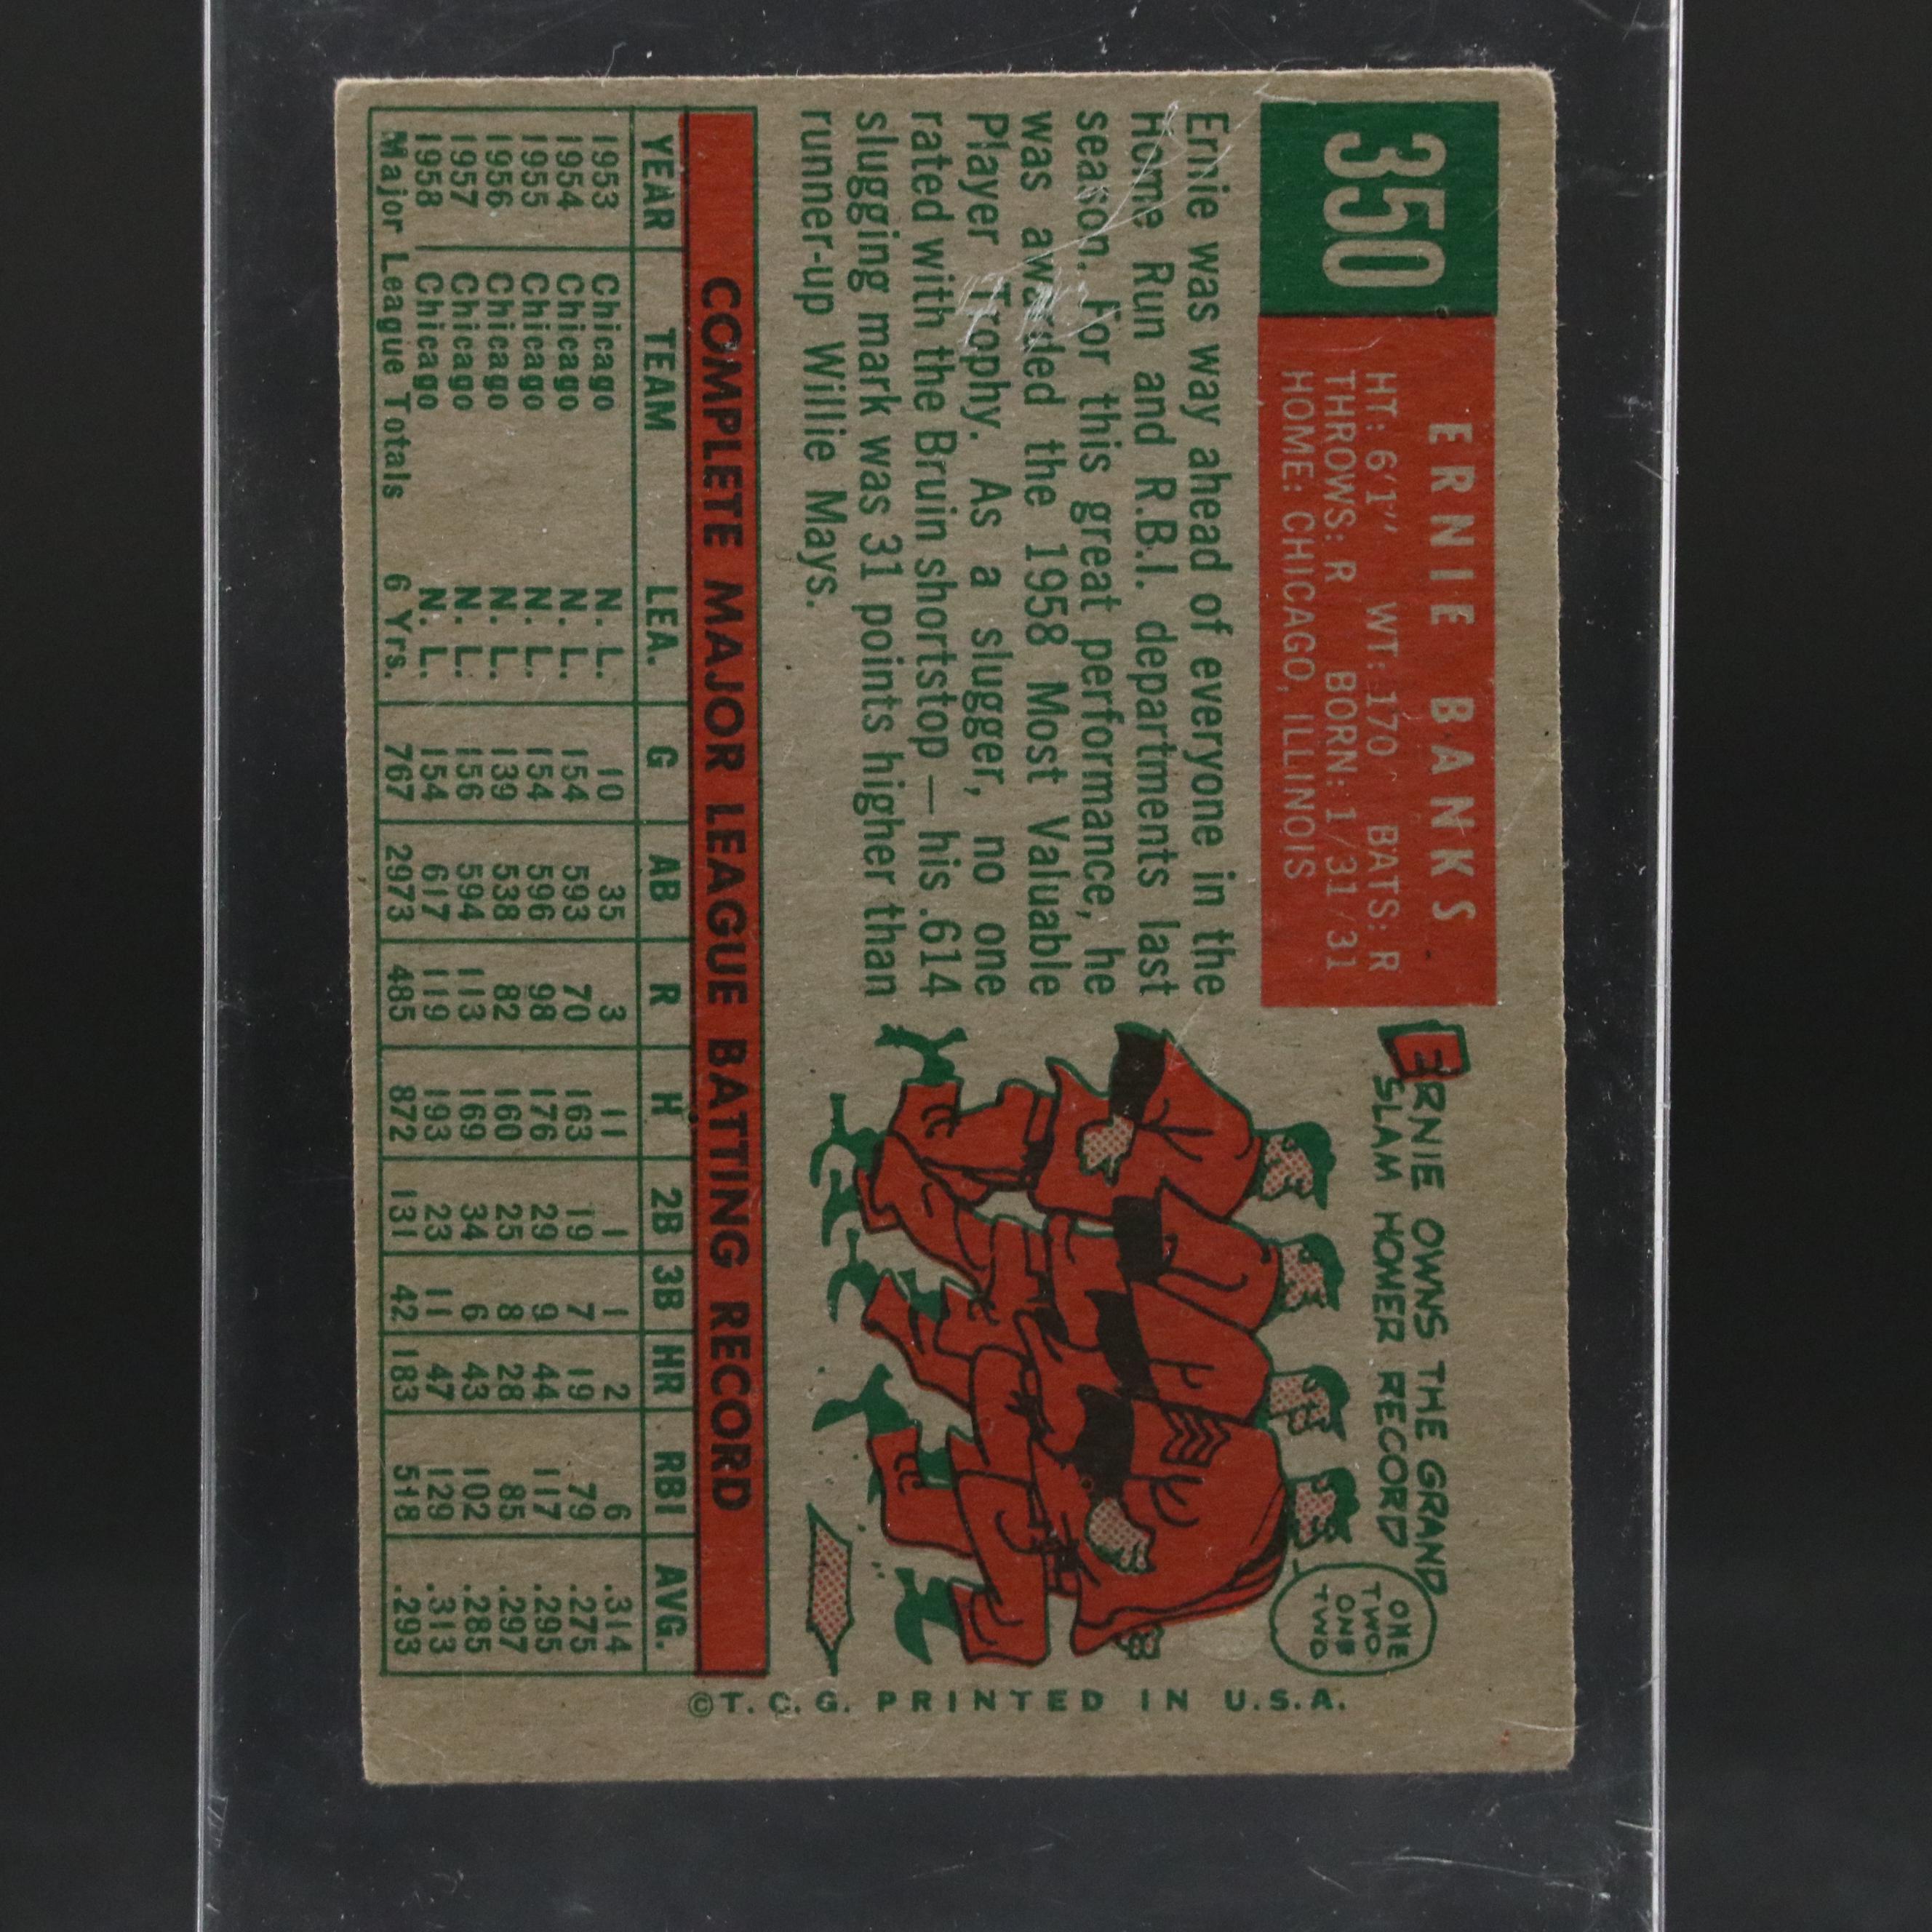 350
ERNIE BANKS
HT: 6'1" WT: 170 BATS: R
THROWS: R BORN: 1/31/31
HOME: CHICAGO, ILLINOIS
Ernie was way ahead of everyone in the
Home Run and R.B.I. departments last
season. For this great performance, he
was awarded the 1958 Most Valuable
Player Trophy. As a slugger, no one
rated with the Bruin shortstop — his .614
slugging mark was 31 points higher than
runner-up Willie Mays.
ERNIE OWNS THE GRAND
SLAM HOMER RECORD
ONE
TWO
ONE
TWO
COMPLETE MAJOR LEAGUE BATTING RECORD
YEAR TEAM LEA. G AB R H 2B 3B HR RBI AVG.
1953 Chicago N. L. 10 35 3 11 1 1 2 6 .314
1954 Chicago N. L. 154 593 70 163 19 7 19 79 .275
1955 Chicago N. L. 154 596 98 176 29 9 44 117 .295
1956 Chicago N. L. 139 538 82 160 25 8 28 85 .297
1957 Chicago N. L. 156 594 113 169 34 6 43 102 .285
1958 Chicago N. L. 154 617 119 193 23 11 47 129 .313
Major League Totals 6 Yrs. 767 2973 485 872 131 42 183 518 .293
©T. C. G. PRINTED IN U.S.A.